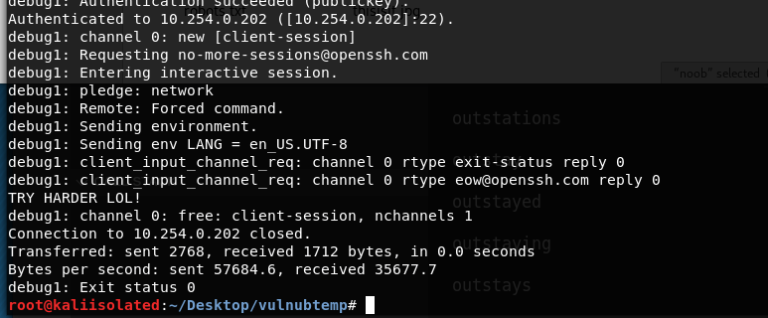 debug1: Authentication succeeded (publickey).
Authenticated to 10.254.0.202 ([10.254.0.202]:22).
debug1: channel 0: new [client-session]
debug1: Requesting no-more-sessions@openssh.com
debug1: Entering interactive session.
"noob" selected
debug1: pledge: network
debug1: Remote: Forced command.
outstations
debug1: Sending environment.
debug1: Sending env LANG = en_US.UTF-8
debug1: client_input_channel_req: channel 0 rtype exit-status reply 0
debug1: client_input_channel_req: channel 0 rtype eow@openssh.com reply 0
TRY HARDER LOL!
outstayed
debug1: channel 0: free: client-session, nchannels 1
Connection to 10.254.0.202 closed.
outstaying
Transferred: sent 2768, received 1712 bytes, in 0.0 seconds
Bytes per second: sent 57684.6, received 35677.7
debug1: Exit status 0
outstays
root@kaliisolated:~/Desktop/vulnubtemp#